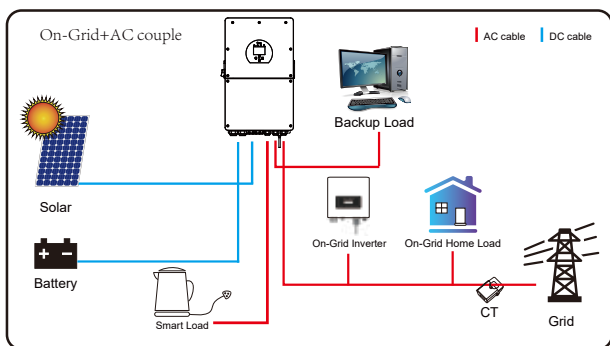 On-Grid+AC couple
AC cable
DC cable
Backup Load
Solar
On-Grid Inverter
On-Grid Home Load
Battery
Smart Load
CT
Grid